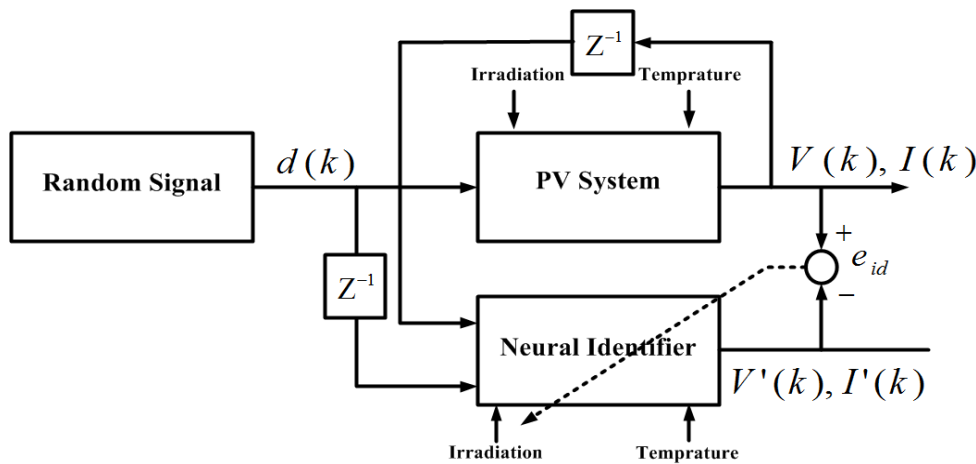 Z⁻¹
Irradiation
Temprature
Random Signal
d(k)
PV System
V(k), I(k)
+
e_id
−
Z⁻¹
Neural Identifier
V'(k), I'(k)
Irradiation
Temprature